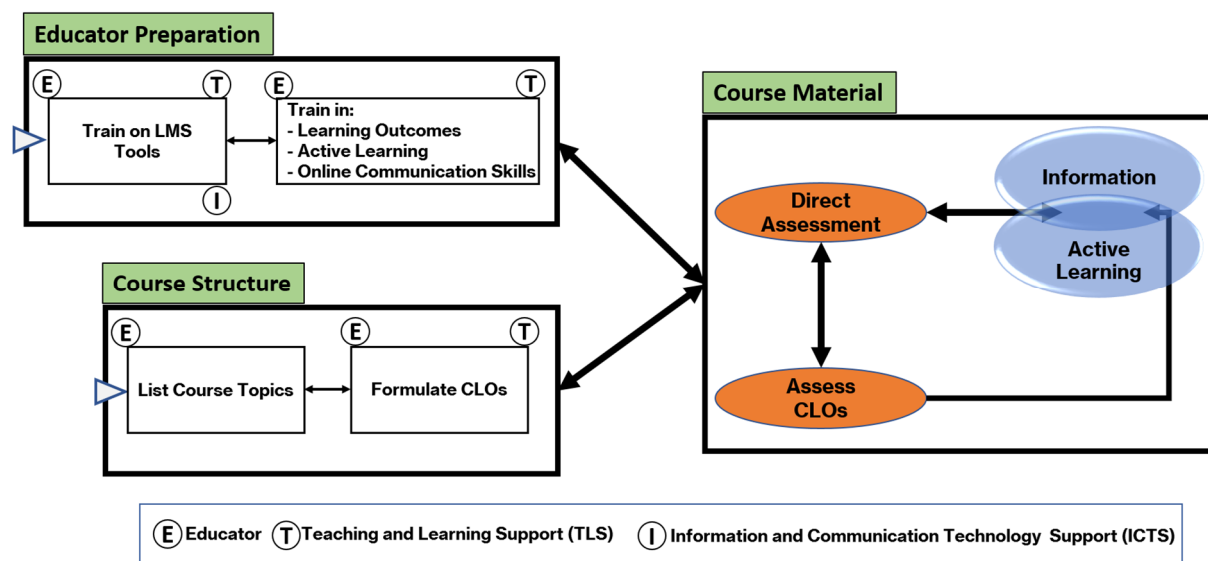 Educator Preparation
E
T
E
T
Train on LMS
Tools
I
Train in:
- Learning Outcomes
- Active Learning
- Online Communication Skills
Course Structure
E
E
T
List Course Topics
Formulate CLOs
Course Material
Direct
Assessment
Information
Active
Learning
Assess
CLOs
E Educator T Teaching and Learning Support (TLS) I Information and Communication Technology Support (ICTS)